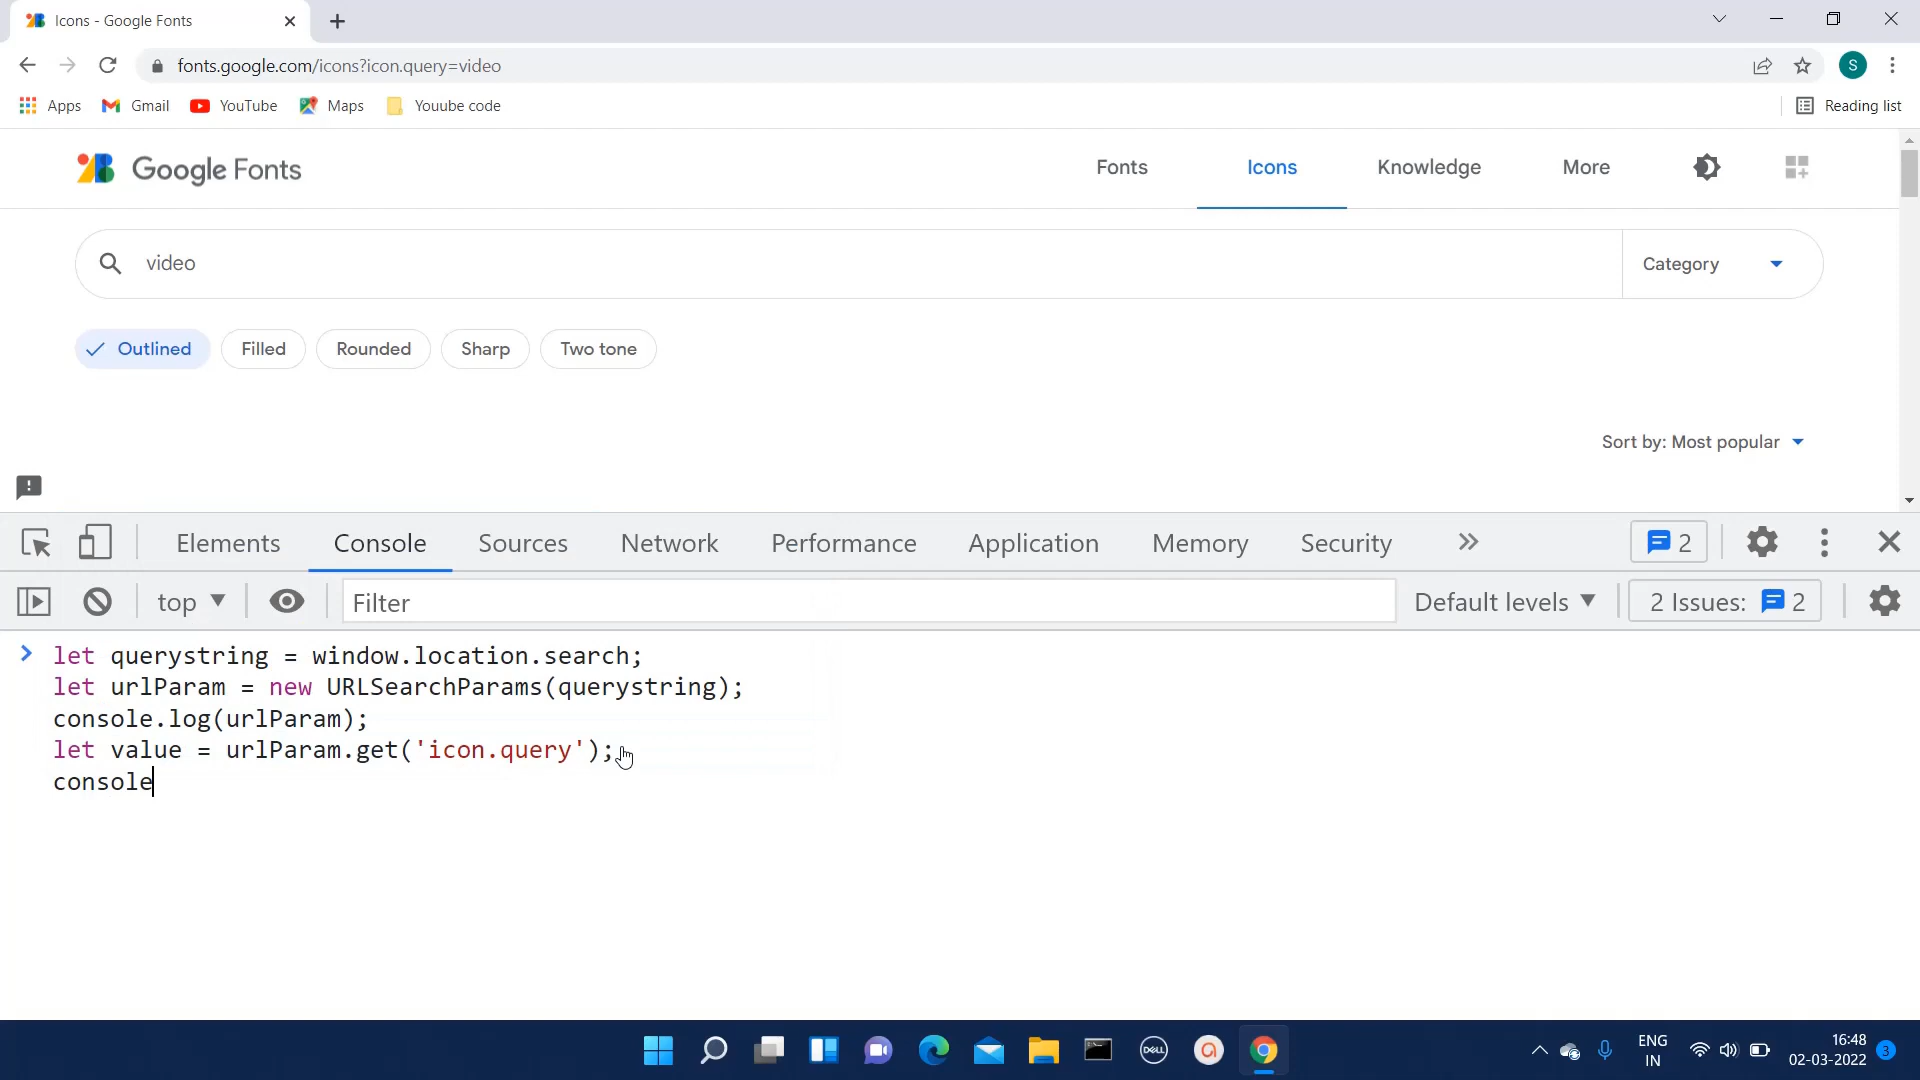 Icons - Google Fonts
fonts.google.com/icons?icon.query=video
S
Apps
Gmail
YouTube
Maps
Youube code
Reading list
Google Fonts
Fonts
Icons
Knowledge
More
video
Category
Outlined
Filled
Rounded
Sharp
Two tone
Sort by: Most popular
Elements
Console
Sources
Network
Performance
Application
Memory
Security
2
top
Filter
Default levels
2 Issues:
2
let querystring = window.location.search;
let urlParam = new URLSearchParams(querystring);
console.log(urlParam);
let value = urlParam.get('icon.query');
console
DELL
ENG
IN
16:48
02-03-2022
3